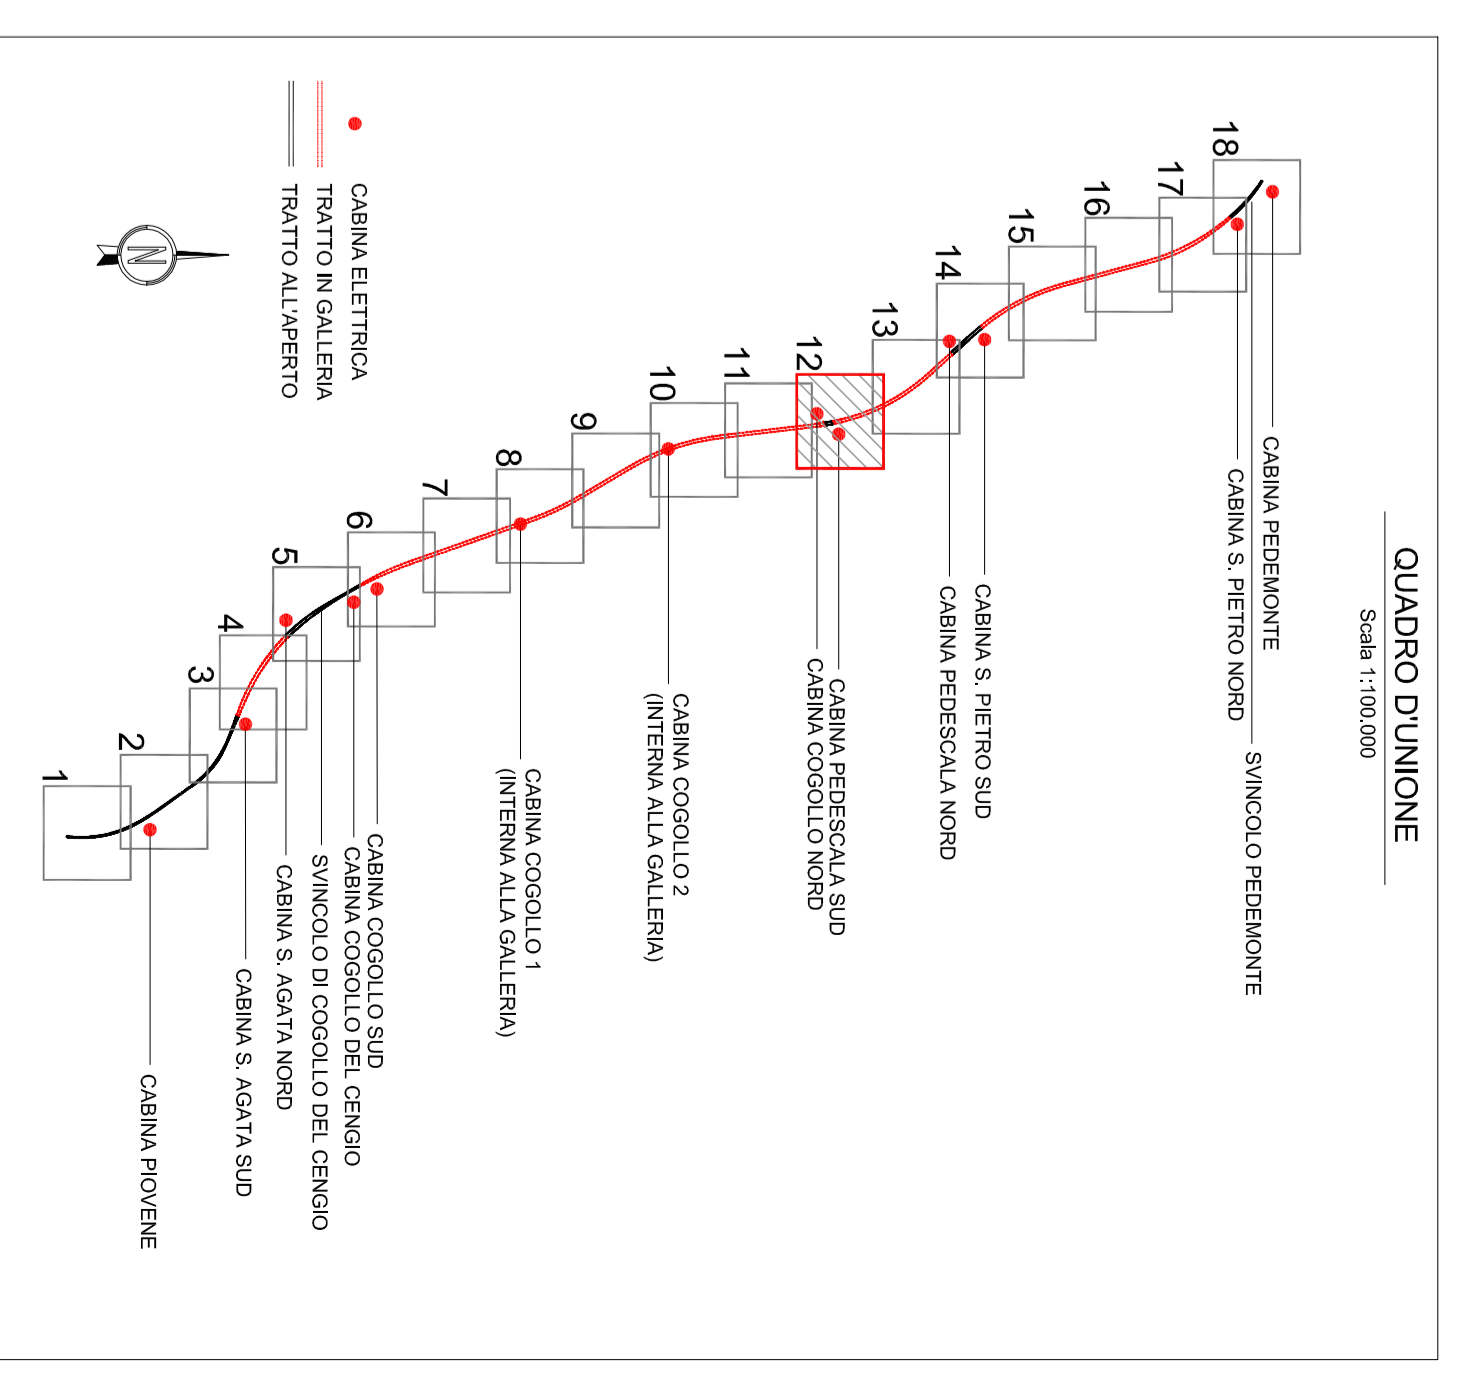 QUADRO D'UNIONE
Scala 1:100.000
18
CABINA PEDEMONTE
SVINCOLO PEDEMONTE
CABINA S. PIETRO NORD
17
16
15
14
CABINA S. PIETRO SUD
CABINA PEDESCALA NORD
13
12
CABINA PEDESCALA SUD
CABINA COGOLLO NORD
11
10
CABINA COGOLLO 2
(INTERNA ALLA GALLERIA)
9
8
CABINA COGOLLO 1
(INTERNA ALLA GALLERIA)
7
6
CABINA COGOLLO SUD
CABINA COGOLLO DEL CENGIO
SVINCOLO DI COGOLLO DEL CENGIO
5
CABINA S. AGATA NORD
4
CABINA S. AGATA SUD
3
2
CABINA PIOVENE
1
CABINA ELETTRICA
TRATTO IN GALLERIA
TRATTO ALL'APERTO
N